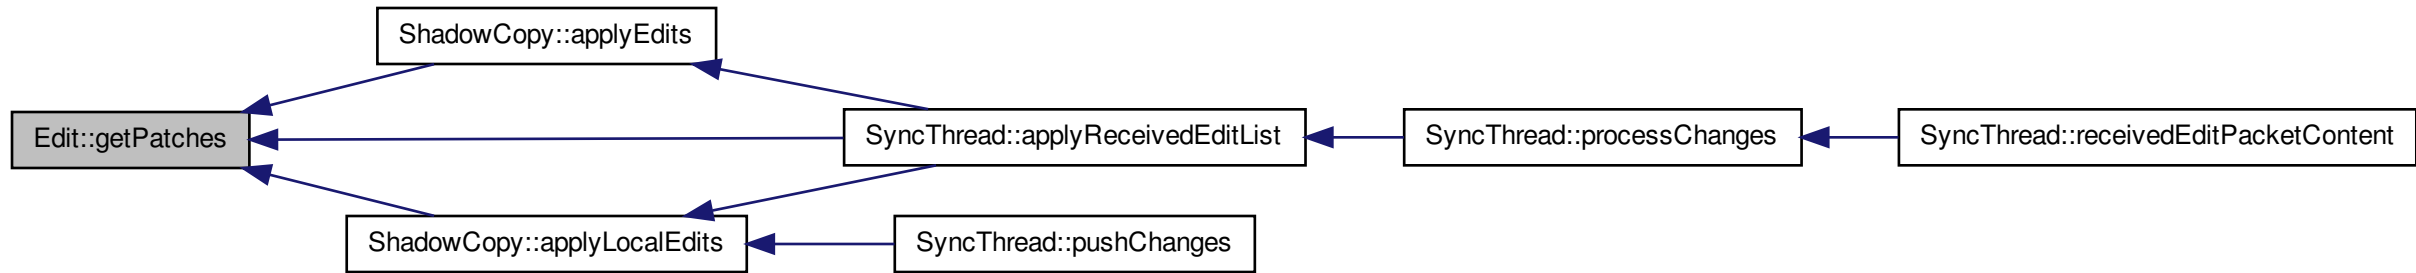 ShadowCopy::applyEdits
Edit::getPatches
SyncThread::applyReceivedEditList
SyncThread::processChanges
SyncThread::receivedEditPacketContent
ShadowCopy::applyLocalEdits
SyncThread::pushChanges